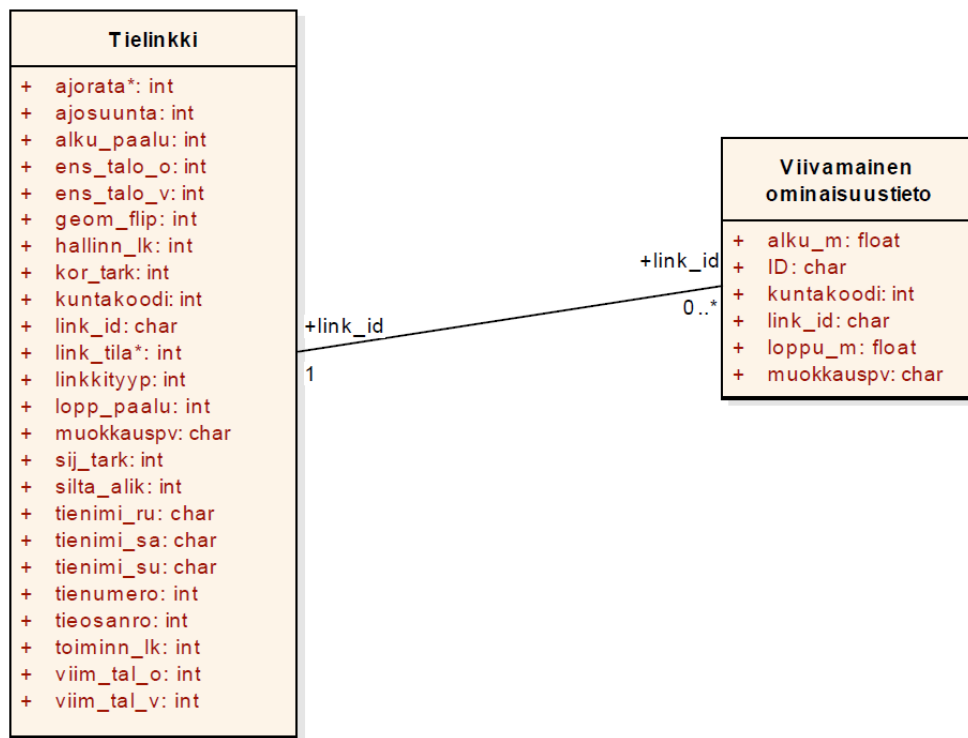 Tielinkki
+ ajorata*: int
+ ajosuunta: int
+ alku_paalu: int
+ ens_talo_o: int
+ ens_talo_v: int
+ geom_flip: int
+ hallinn_lk: int
+ kor_tark: int
+ kuntakoodi: int
+ link_id: char
+ link_tila*: int
+ linkkityyp: int
+ lopp_paalu: int
+ muokkauspv: char
+ sij_tark: int
+ silta_alik: int
+ tienimi_ru: char
+ tienimi_sa: char
+ tienimi_su: char
+ tienumero: int
+ tieosanro: int
+ toiminn_lk: int
+ viim_tal_o: int
+ viim_tal_v: int
+link_id
1
+link_id
0..*
Viivamainen
ominaisuustieto
+ alku_m: float
+ ID: char
+ kuntakoodi: int
+ link_id: char
+ loppu_m: float
+ muokkauspv: char